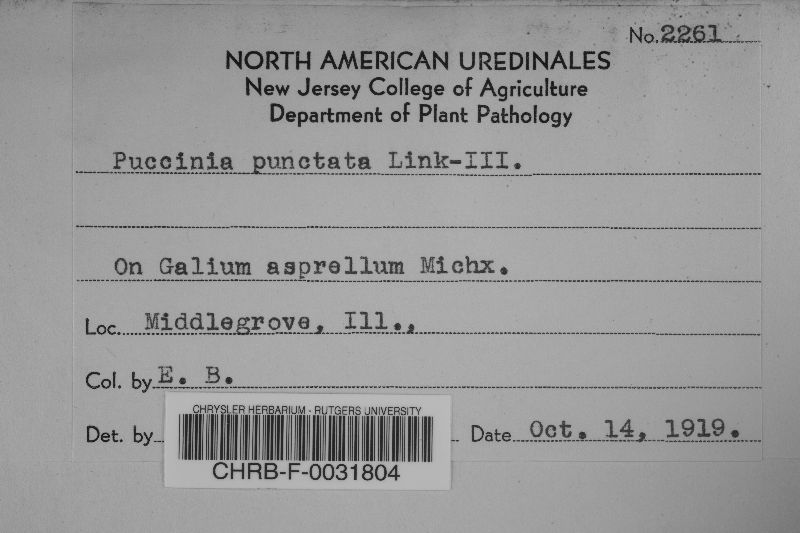 No. 2261
NORTH AMERICAN UREDINALES
New Jersey College of Agriculture
Department of Plant Pathology
Puccinia punctata Link-III.
On Galium asprellum Michx.
Loc. Middlegrove, Ill.,
Col. by E. B.
Det. by
Date Oct. 14, 1919.
CHRYSLER HERBARIUM - RUTGERS UNIVERSITY
CHRB-F-0031804